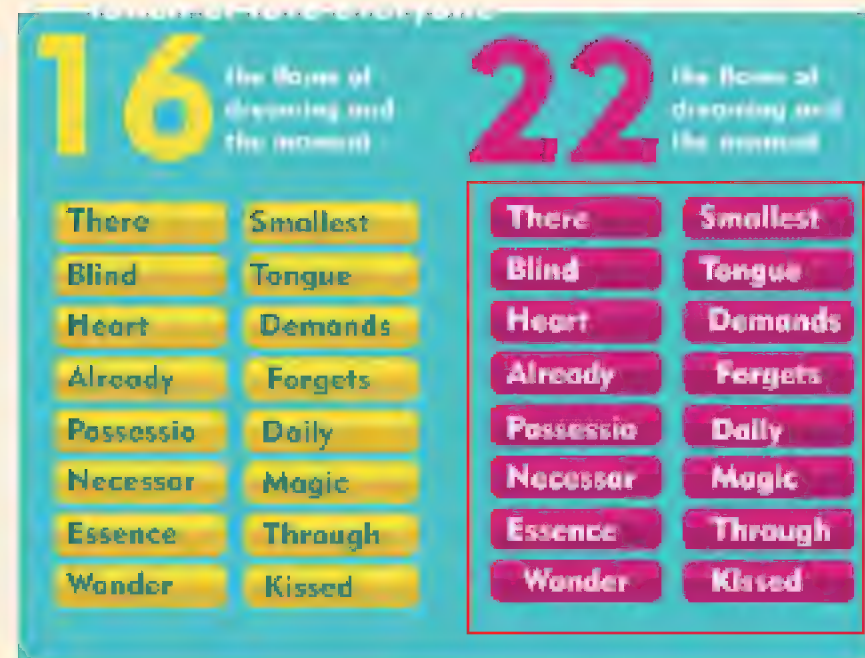 16
the flame of
dreaming and
the moment
There Smallest
Blind Tongue
Heart Demands
Already Forgets
Possessio Daily
Necessar Magic
Essence Through
Wonder Kissed
22
the flame of
dreaming and
the moment
There Smallest
Blind Tongue
Heart Demands
Already Forgets
Possessio Daily
Necessar Magic
Essence Through
Wonder Kissed